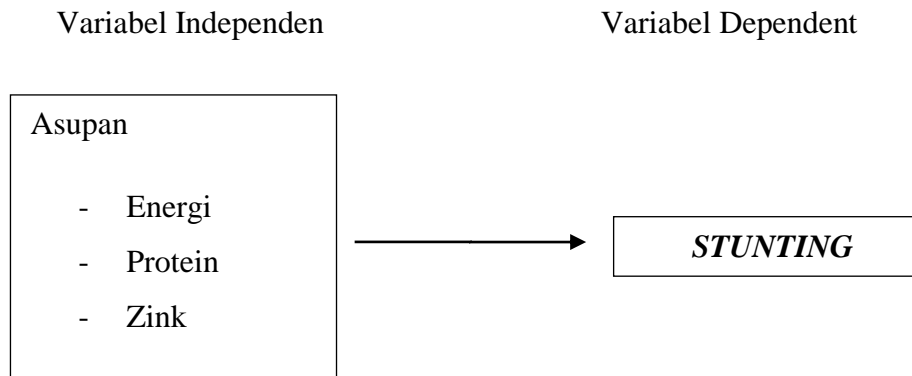 Variabel Independen
Variabel Dependent
Asupan
- Energi
- Protein
- Zink
STUNTING